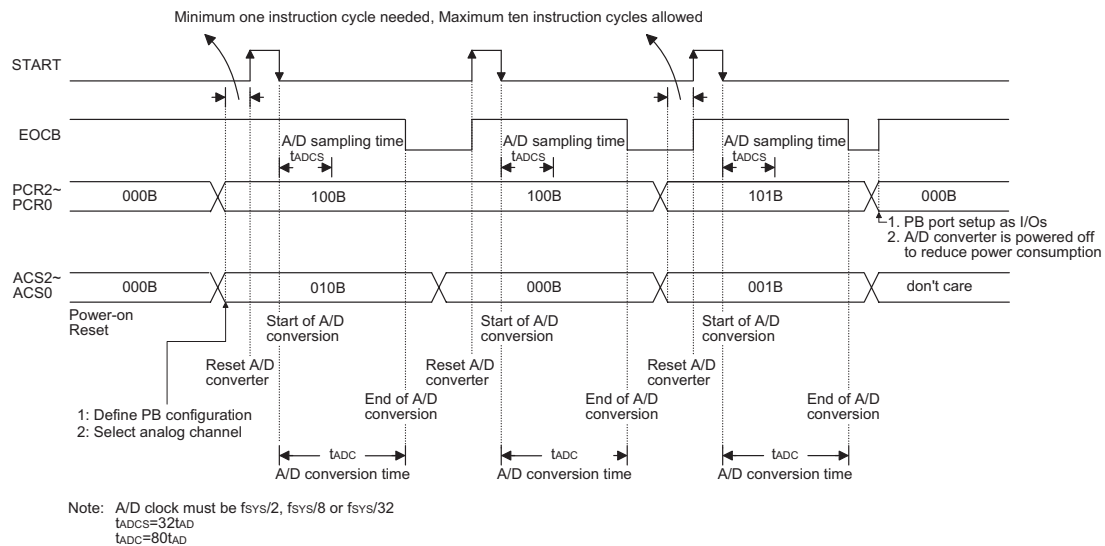 Minimum one instruction cycle needed, Maximum ten instruction cycles allowed
START
EOCB
A/D sampling time
tADCS
A/D sampling time
tADCS
A/D sampling time
tADCS
PCR2~
PCR0
000B
100B
100B
101B
000B
1. PB port setup as I/Os
2. A/D converter is powered off
to reduce power consumption
ACS2~
ACS0
000B
010B
000B
001B
don't care
Power-on
Reset
Start of A/D
conversion
Start of A/D
conversion
Start of A/D
conversion
Reset A/D
converter
Reset A/D
converter
Reset A/D
converter
End of A/D
conversion
End of A/D
conversion
End of A/D
conversion
1: Define PB configuration
2: Select analog channel
tADC
A/D conversion time
tADC
A/D conversion time
tADC
A/D conversion time
Note: A/D clock must be fSYS/2, fSYS/8 or fSYS/32
tADCS=32tAD
tADC=80tAD